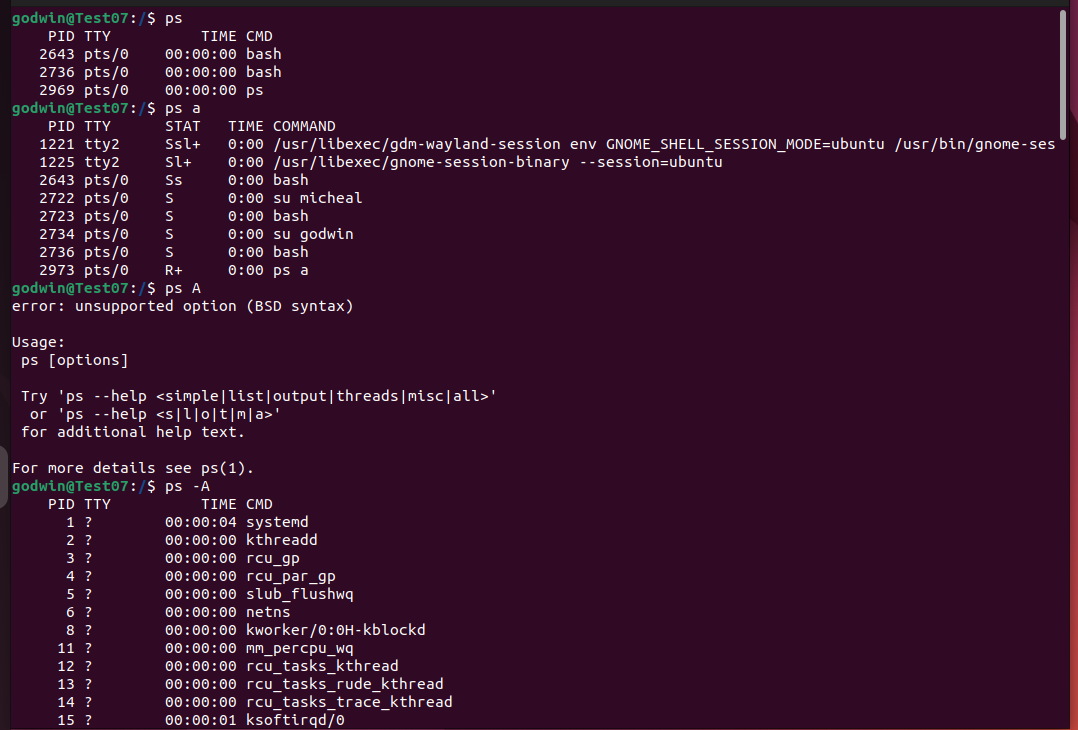 godwin@Test07:/$ ps
    PID TTY          TIME CMD
   2643 pts/0    00:00:00 bash
   2736 pts/0    00:00:00 bash
   2969 pts/0    00:00:00 ps
godwin@Test07:/$ ps a
    PID TTY      STAT   TIME COMMAND
   1221 tty2     Ssl+   0:00 /usr/libexec/gdm-wayland-session env GNOME_SHELL_SESSION_MODE=ubuntu /usr/bin/gnome-ses
   1225 tty2     Sl+    0:00 /usr/libexec/gnome-session-binary --session=ubuntu
   2643 pts/0    Ss     0:00 bash
   2722 pts/0    S      0:00 su micheal
   2723 pts/0    S      0:00 bash
   2734 pts/0    S      0:00 su godwin
   2736 pts/0    S      0:00 bash
   2973 pts/0    R+     0:00 ps a
godwin@Test07:/$ ps A
error: unsupported option (BSD syntax)

Usage:
 ps [options]

 Try 'ps --help <simple|list|output|threads|misc|all>'
  or 'ps --help <s|l|o|t|m|a>'
 for additional help text.

For more details see ps(1).
godwin@Test07:/$ ps -A
    PID TTY          TIME CMD
      1 ?        00:00:04 systemd
      2 ?        00:00:00 kthreadd
      3 ?        00:00:00 rcu_gp
      4 ?        00:00:00 rcu_par_gp
      5 ?        00:00:00 slub_flushwq
      6 ?        00:00:00 netns
      8 ?        00:00:00 kworker/0:0H-kblockd
     11 ?        00:00:00 mm_percpu_wq
     12 ?        00:00:00 rcu_tasks_kthread
     13 ?        00:00:00 rcu_tasks_rude_kthread
     14 ?        00:00:00 rcu_tasks_trace_kthread
     15 ?        00:00:01 ksoftirqd/0